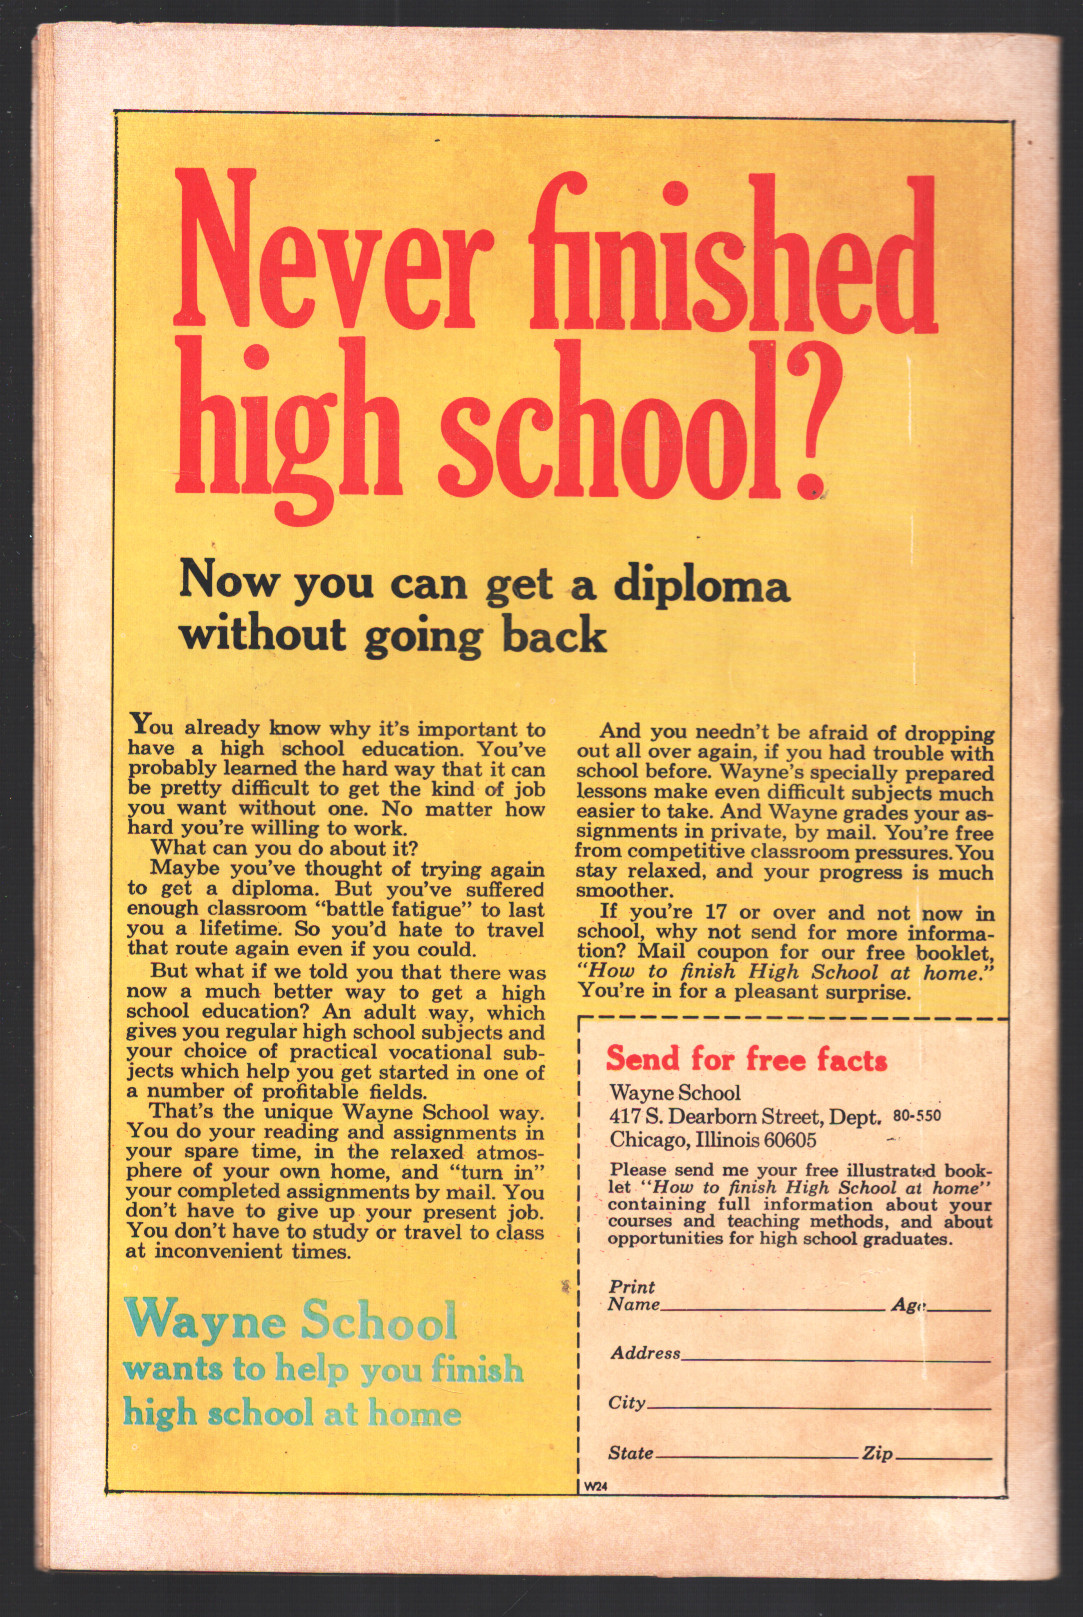 Never finished
high school?
Now you can get a diploma
without going back
You already know why it's important to
have a high school education. You've
probably learned the hard way that it can
be pretty difficult to get the kind of job
you want without one. No matter how
hard you're willing to work.
What can you do about it?
Maybe you've thought of trying again
to get a diploma. But you've suffered
enough classroom "battle fatigue" to last
you a lifetime. So you'd hate to travel
that route again even if you could.
But what if we told you that there was
now a much better way to get a high
school education? An adult way, which
gives you regular high school subjects and
your choice of practical vocational sub-
jects which help you get started in one of
a number of profitable fields.
That's the unique Wayne School way.
You do your reading and assignments in
your spare time, in the relaxed atmos-
phere of your own home, and "turn in"
your completed assignments by mail. You
don't have to give up your present job.
You don't have to study or travel to class
at inconvenient times.
Wayne School
wants to help you finish
high school at home
And you needn't be afraid of dropping
out all over again, if you had trouble with
school before. Wayne's specially prepared
lessons make even difficult subjects much
easier to take. And Wayne grades your as-
signments in private, by mail. You're free
from competitive classroom pressures. You
stay relaxed, and your progress is much
smoother.
If you're 17 or over and not now in
school, why not send for more informa-
tion? Mail coupon for our free booklet,
"How to finish High School at home."
You're in for a pleasant surprise.
Send for free facts
Wayne School
417 S. Dearborn Street, Dept. 80-550
Chicago, Illinois 60605
Please send me your free illustrated book-
let "How to finish High School at home"
containing full information about your
courses and teaching methods, and about
opportunities for high school graduates.
Print
Name Age
Address
City
State Zip
W24